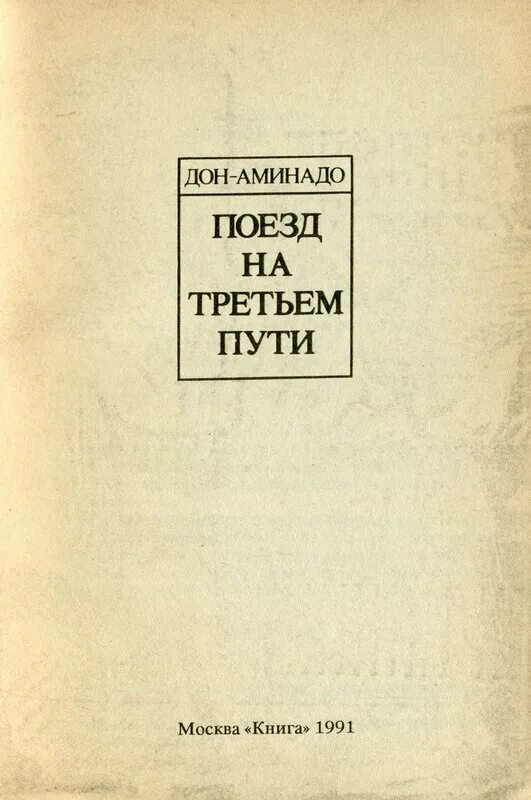 ДОН-АМИНАДО
ПОЕЗД
НА
ТРЕТЬЕМ
ПУТИ
Москва «Книга» 1991